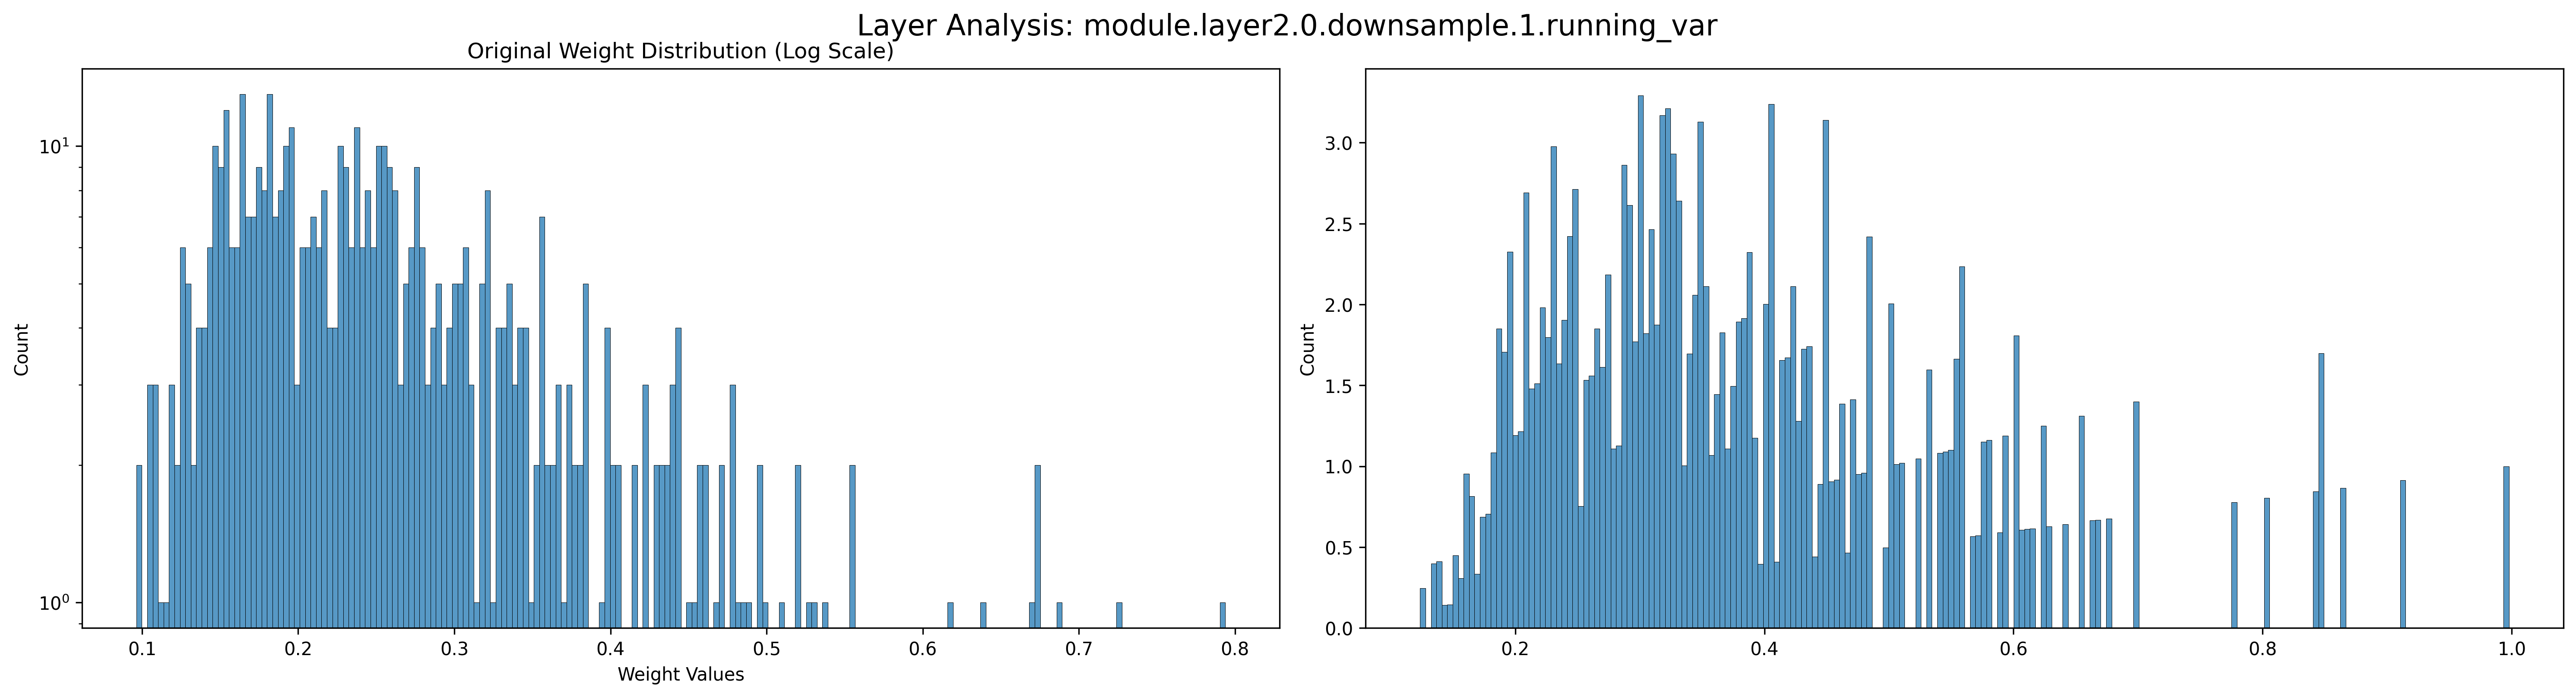 Layer Analysis: module.layer2.0.downsample.1.running_var
Original Weight Distribution (Log Scale)
Count
10¹
10⁰
0.1 0.2 0.3 0.4 0.5 0.6 0.7 0.8
Weight Values
Count
3.0
2.5
2.0
1.5
1.0
0.5
0.0
0.2 0.4 0.6 0.8 1.0